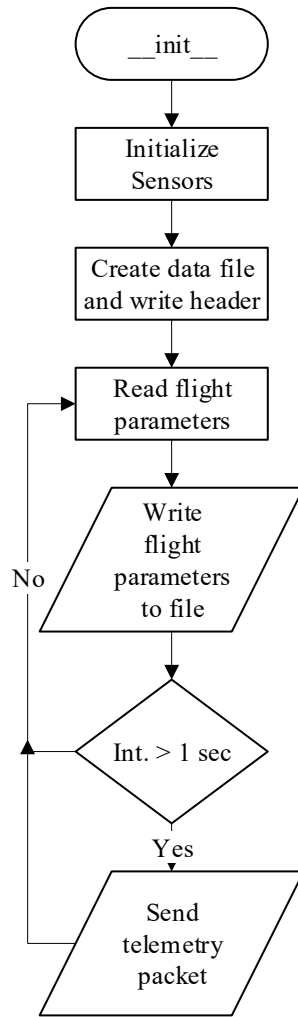 __init__
Initialize
Sensors
Create data file
and write header
Read flight
parameters
Write
flight
parameters
to file
No
Int. > 1 sec
Yes
Send
telemetry
packet